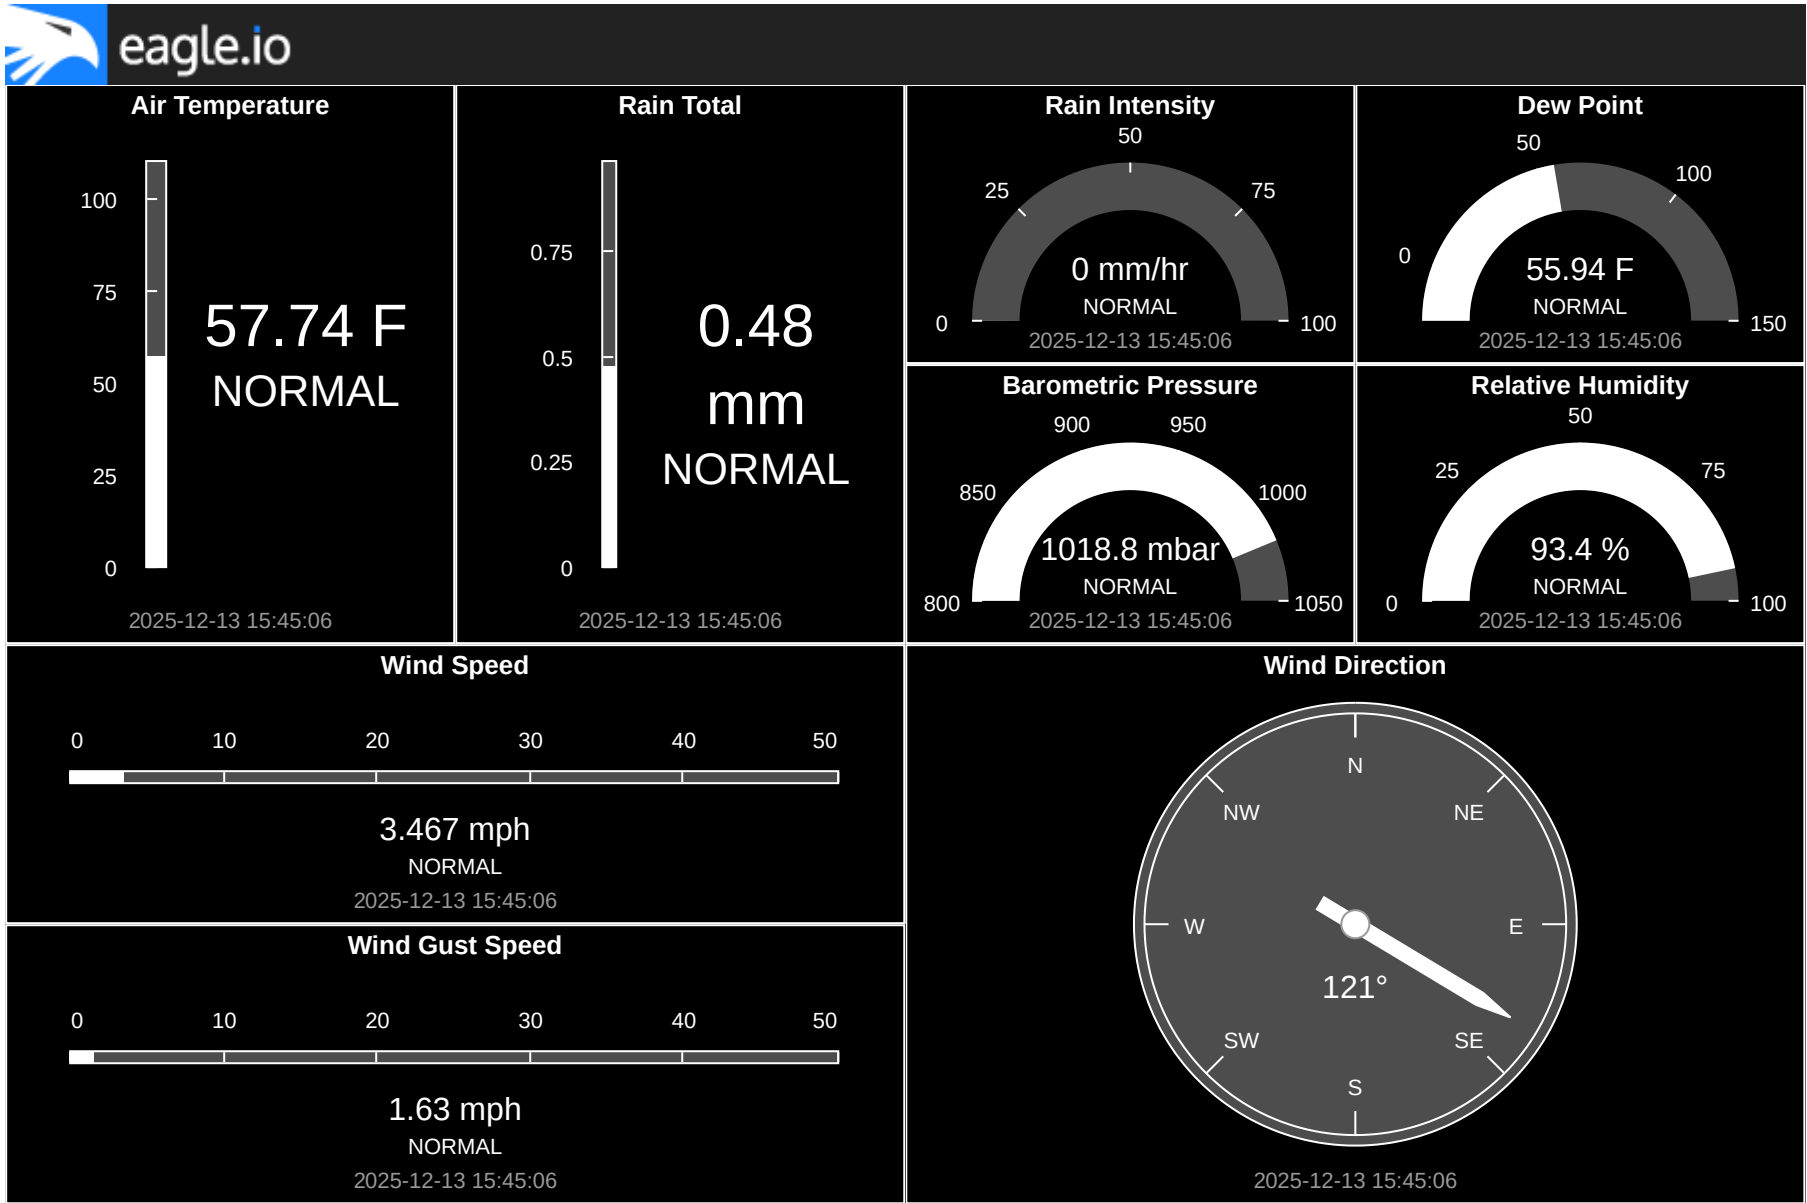 eagle.io
Air Temperature
100
75
50
25
0
57.74 F
NORMAL
2025-12-13 15:45:06
Rain Total
0.75
0.5
0.25
0
0.48
mm
NORMAL
2025-12-13 15:45:06
Rain Intensity
50
25
75
0
100
0 mm/hr
NORMAL
2025-12-13 15:45:06
Dew Point
50
100
0
150
55.94 F
NORMAL
2025-12-13 15:45:06
Barometric Pressure
900
950
850
1000
800
1050
1018.8 mbar
NORMAL
2025-12-13 15:45:06
Relative Humidity
50
25
75
0
100
93.4 %
NORMAL
2025-12-13 15:45:06
Wind Speed
0 10 20 30 40 50
3.467 mph
NORMAL
2025-12-13 15:45:06
Wind Gust Speed
0 10 20 30 40 50
1.63 mph
NORMAL
2025-12-13 15:45:06
Wind Direction
N
NW
NE
W
E
121°
SW
SE
S
2025-12-13 15:45:06